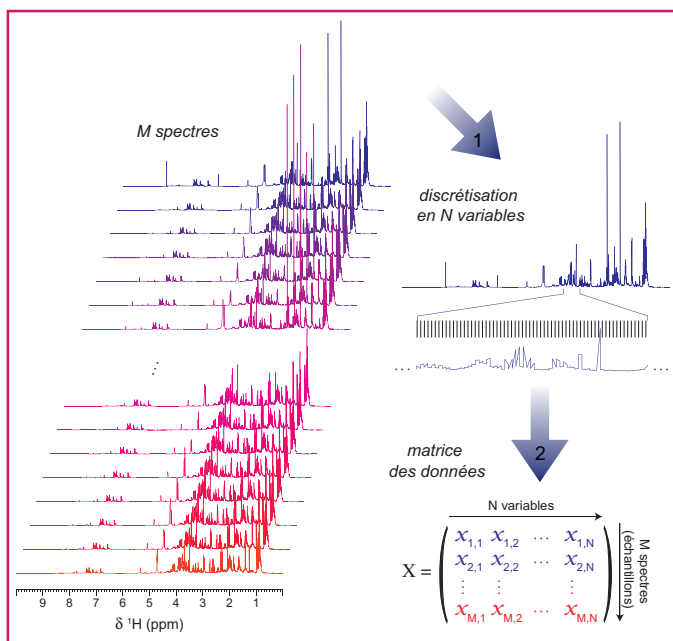 M spectres
⋮
10 9 8 7 6 5 4 3 2 1
δ ¹H (ppm)
1
discrétisation
en N variables
... ...
2
matrice
des données
N variables
M spectres
(échantillons)
X =
x1,1 x1,2 ... x1,N
x2,1 x2,2 ... x2,N
⋮ ⋮ ⋮
xM,1 xM,2 ... xM,N